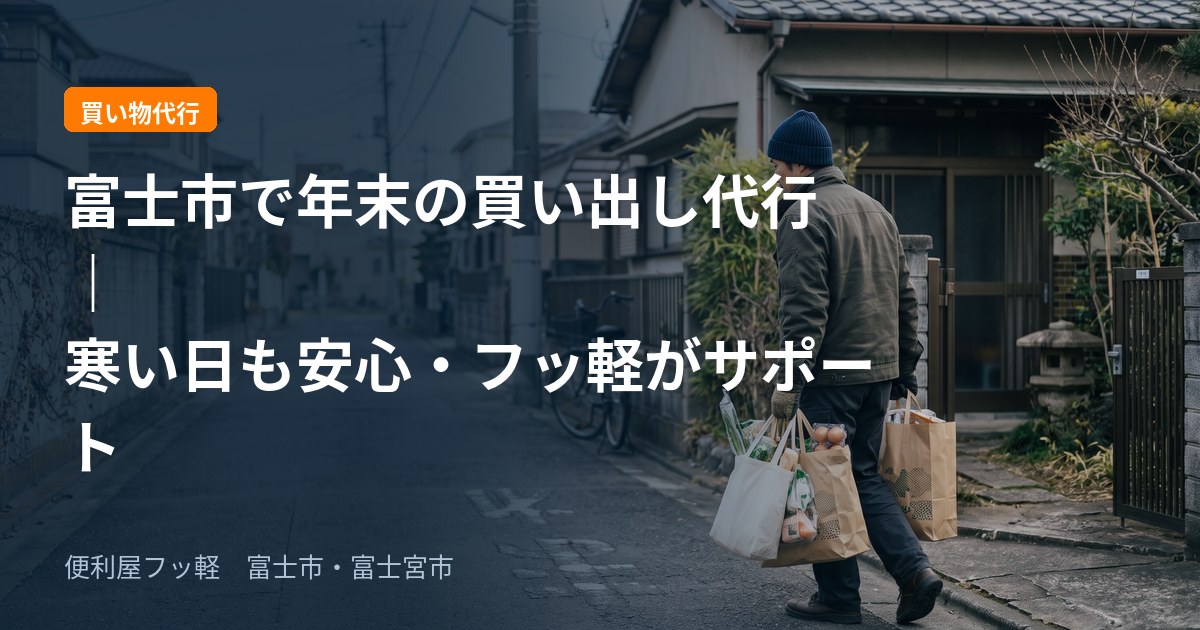 買い物代行
富士市で年末の買い出し代行
｜
寒い日も安心・フッ軽がサポー
ト
便利屋フッ軽　富士市・富士宮市